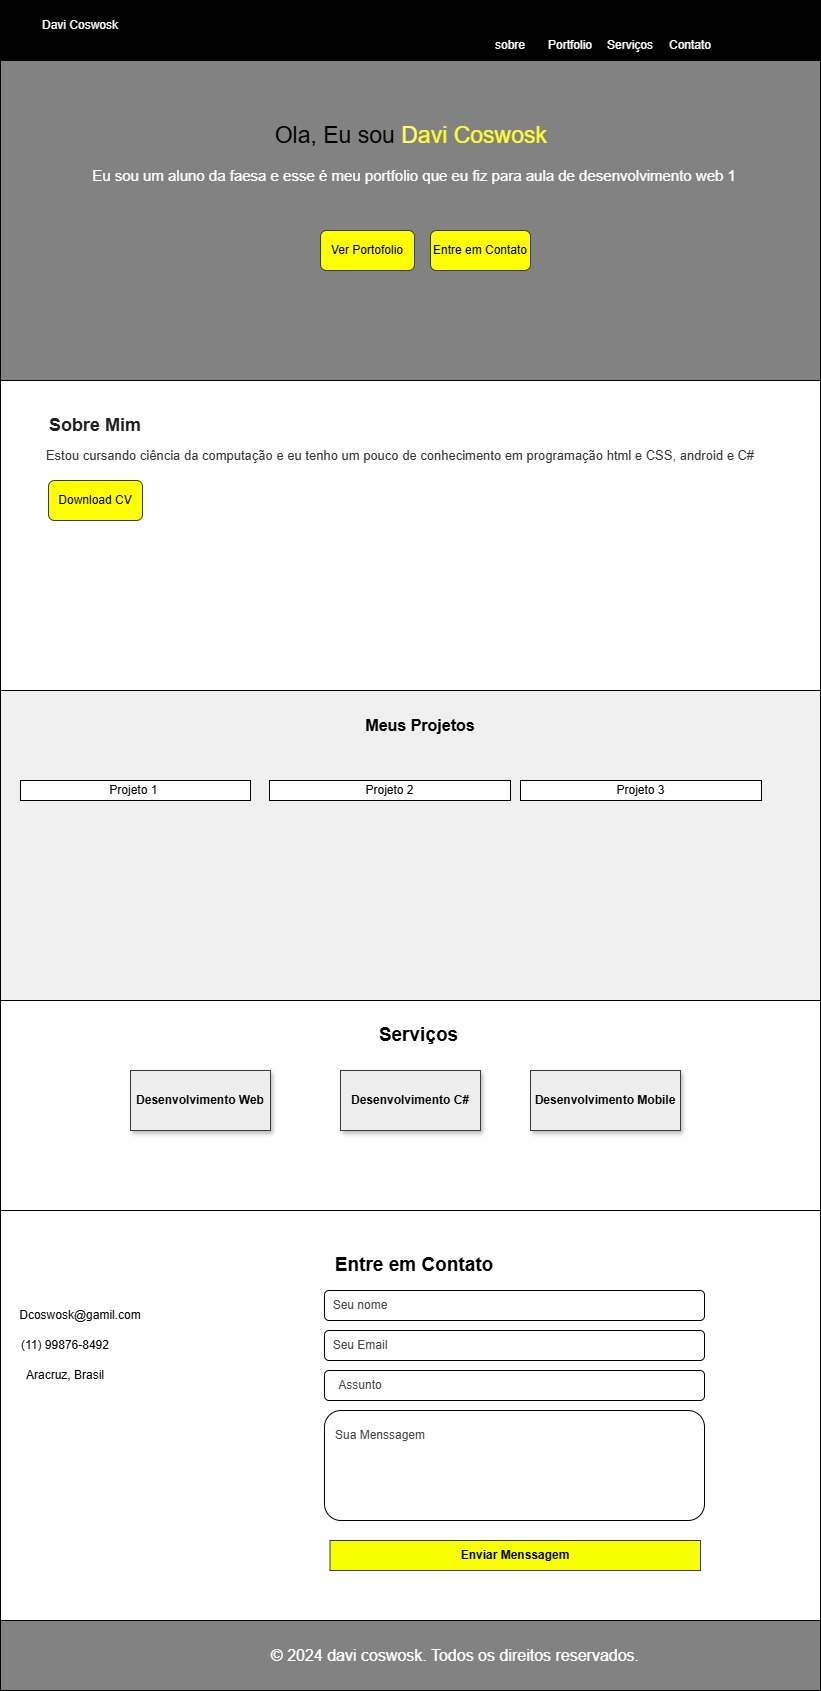 Davi Coswosk
sobre Portfolio Serviços Contato
Ola, Eu sou Davi Coswosk
Eu sou um aluno da faesa e esse é meu portfolio que eu fiz para aula de desenvolvimento web 1
Ver Portofolio Entre em Contato
Sobre Mim
Estou cursando ciência da computação e eu tenho um pouco de conhecimento em programação html e CSS, android e C#
Download CV
Meus Projetos
Projeto 1 Projeto 2 Projeto 3
Serviços
Desenvolvimento Web Desenvolvimento C# Desenvolvimento Mobile
Entre em Contato
Dcoswosk@gamil.com
(11) 99876-8492
Aracruz, Brasil
Seu nome
Seu Email
Assunto
Sua Menssagem
Enviar Menssagem
© 2024 davi coswosk. Todos os direitos reservados.